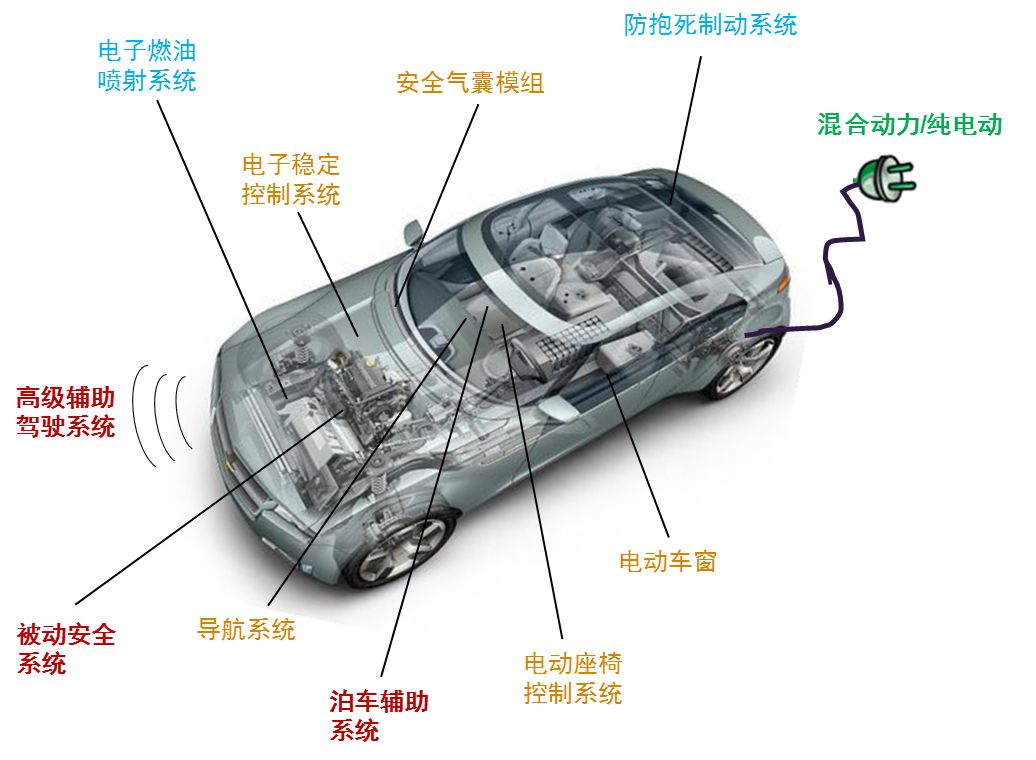 防抱死制动系统
电子燃油
喷射系统
安全气囊模组
混合动力/纯电动
电子稳定
控制系统
高级辅助
驾驶系统
电动车窗
导航系统
被动安全
系统
电动座椅
控制系统
泊车辅助
系统